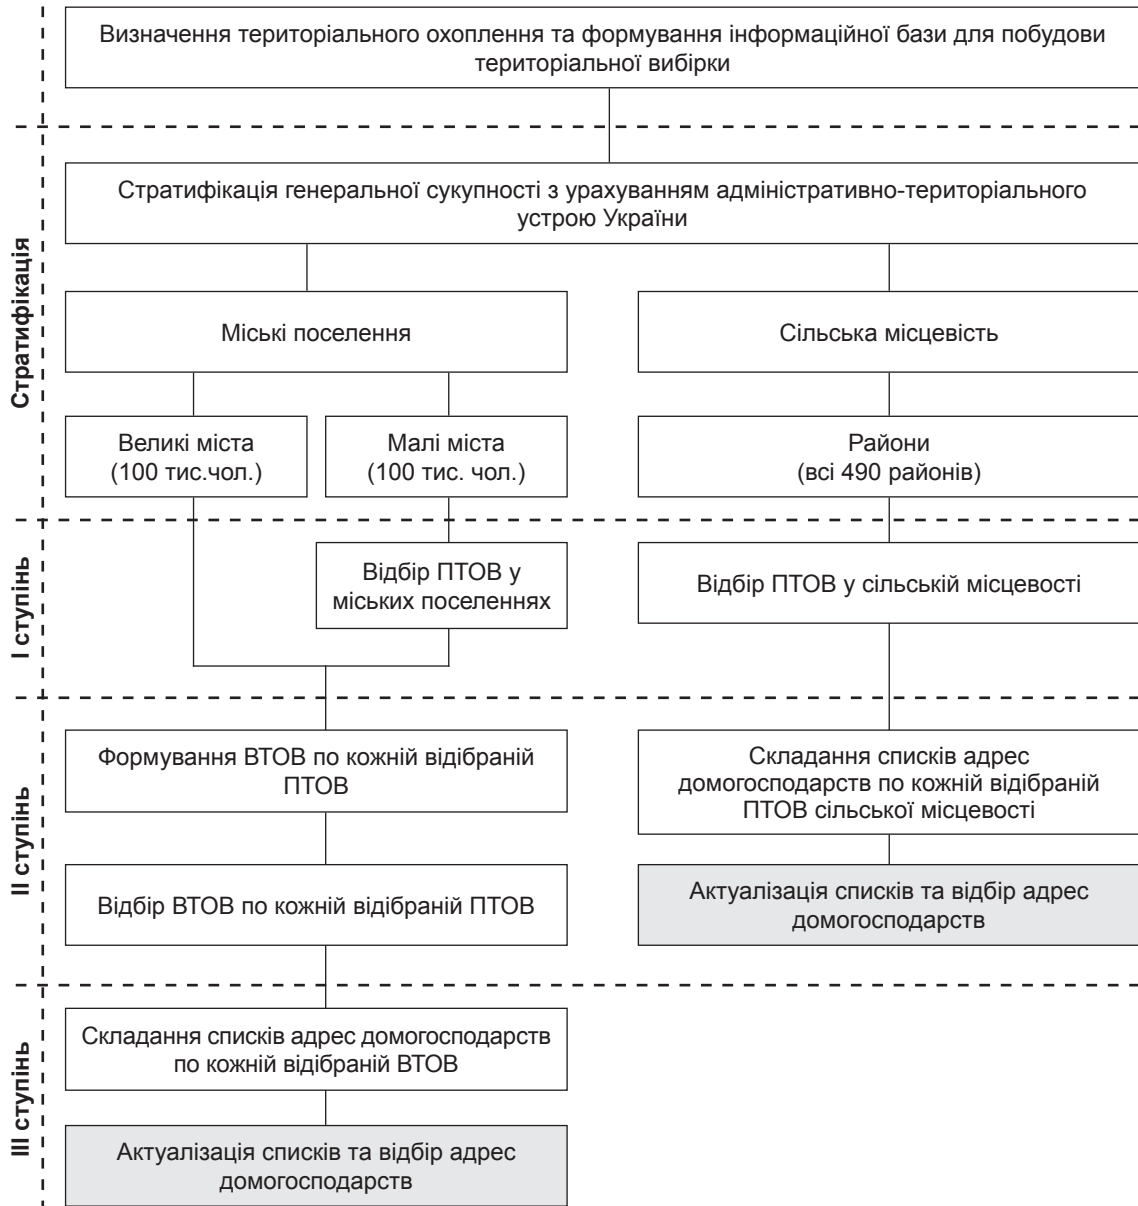 Визначення територіального охоплення та формування інформаційної бази для побудови
територіальної вибірки
Стратифікація
Стратифікація генеральної сукупності з урахуванням адміністративно-територіального
устрою України
Міські поселення
Сільська місцевість
Великі міста
(100 тис.чол.)
Малі міста
(100 тис. чол.)
Райони
(всі 490 районів)
I ступінь
Відбір ПТОВ у
міських поселеннях
Відбір ПТОВ у сільській місцевості
II ступінь
Формування ВТОВ по кожній відібраній
ПТОВ
Складання списків адрес
домогосподарств по кожній відібраній
ПТОВ сільської місцевості
Відбір ВТОВ по кожній відібраній ПТОВ
Актуалізація списків та відбір адрес
домогосподарств
III ступінь
Складання списків адрес домогосподарств
по кожній відібраній ВТОВ
Актуалізація списків та відбір адрес
домогосподарств